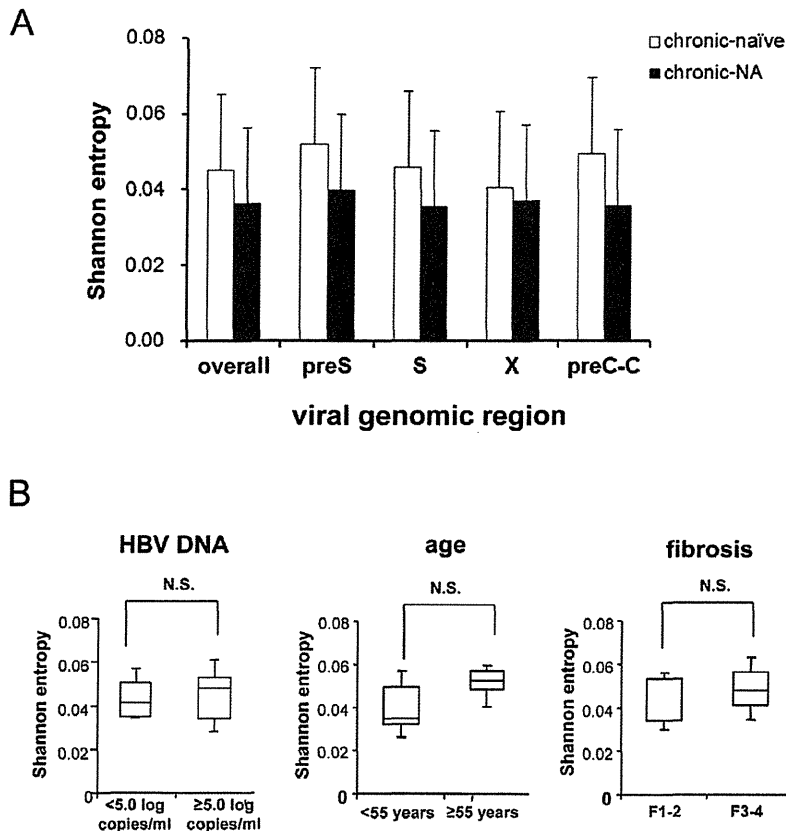 A
0.08
0.06
0.04
0.02
0.00
Shannon entropy
chronic-naïve
chronic-NA
overall preS S X preC-C
viral genomic region
B
HBV DNA
N.S.
0.08
0.06
0.04
0.02
0
Shannon entropy
<5.0 log ≥5.0 log
copies/ml copies/ml
age
N.S.
0.08
0.06
0.04
0.02
0
Shannon entropy
<55 years ≥55 years
fibrosis
N.S.
0.08
0.06
0.04
0.02
0
Shannon entropy
F1-2 F3-4